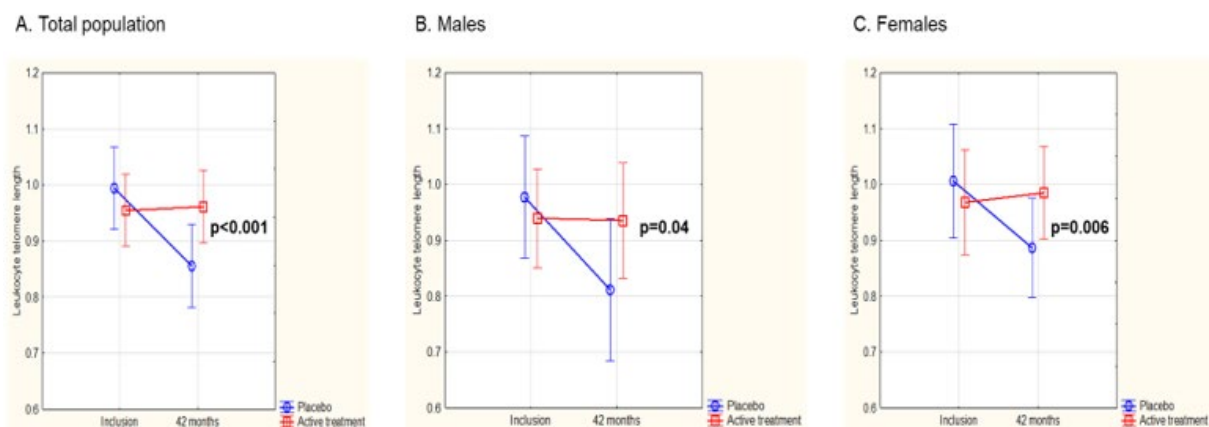 A. Total population
1.2
1.1
1.0
0.9
0.8
0.7
0.6
Leukocyte telomere length
p<0.001
Inclusion
42 months
Placebo
Active treatment
B. Males
1.2
1.1
1.0
0.9
0.8
0.7
0.6
Leukocyte telomere length
p=0.04
Inclusion
42 months
Placebo
Active treatment
C. Females
1.2
1.1
1.0
0.9
0.8
0.7
0.6
Leukocyte telomere length
p=0.006
Inclusion
42 months
Placebo
Active treatment